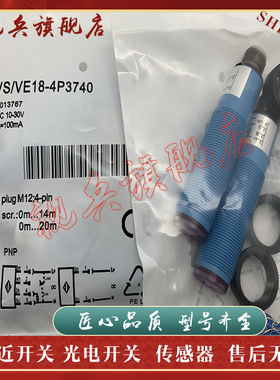 舰兵旗舰店
VS/VE18-4P3740
013767
C 10-30V
=100mA
plug M12;4-pin
scr.:0m...14m
0m...20m
PNP
舰兵旗舰店
匠心品质 型号齐全
近开关 光电开关 传感器 售后无